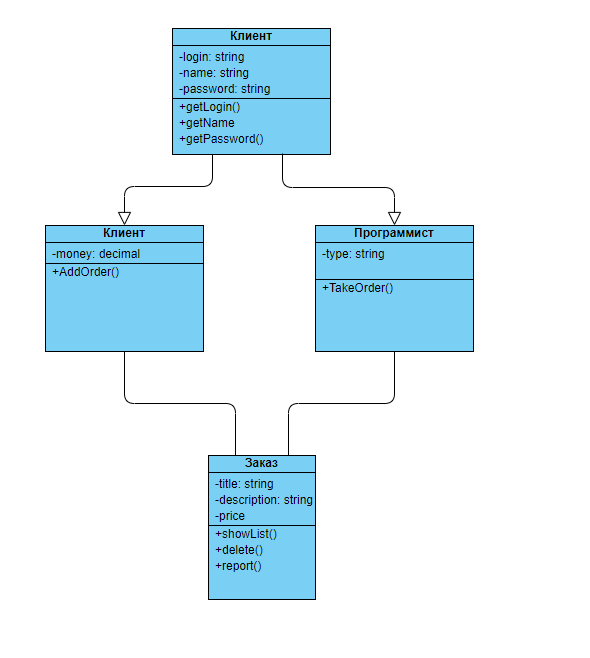 Клиент
-login: string
-name: string
-password: string
+getLogin()
+getName
+getPassword()
Клиент
-money: decimal
+AddOrder()
Программист
-type: string
+TakeOrder()
Заказ
-title: string
-description: string
-price
+showList()
+delete()
+report()